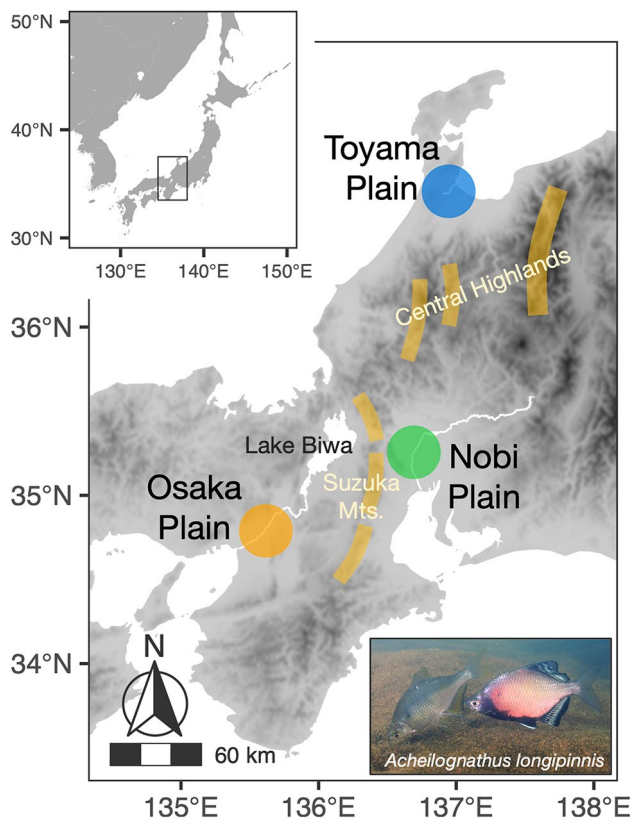 50°N
40°N
30°N
130°E
140°E
150°E
Toyama
Plain
Central Highlands
36°N
Lake Biwa
Nobi
Plain
Suzuka
Mts.
Osaka
Plain
35°N
34°N
N
60 km
Acheilognathus longipinnis
135°E
136°E
137°E
138°E